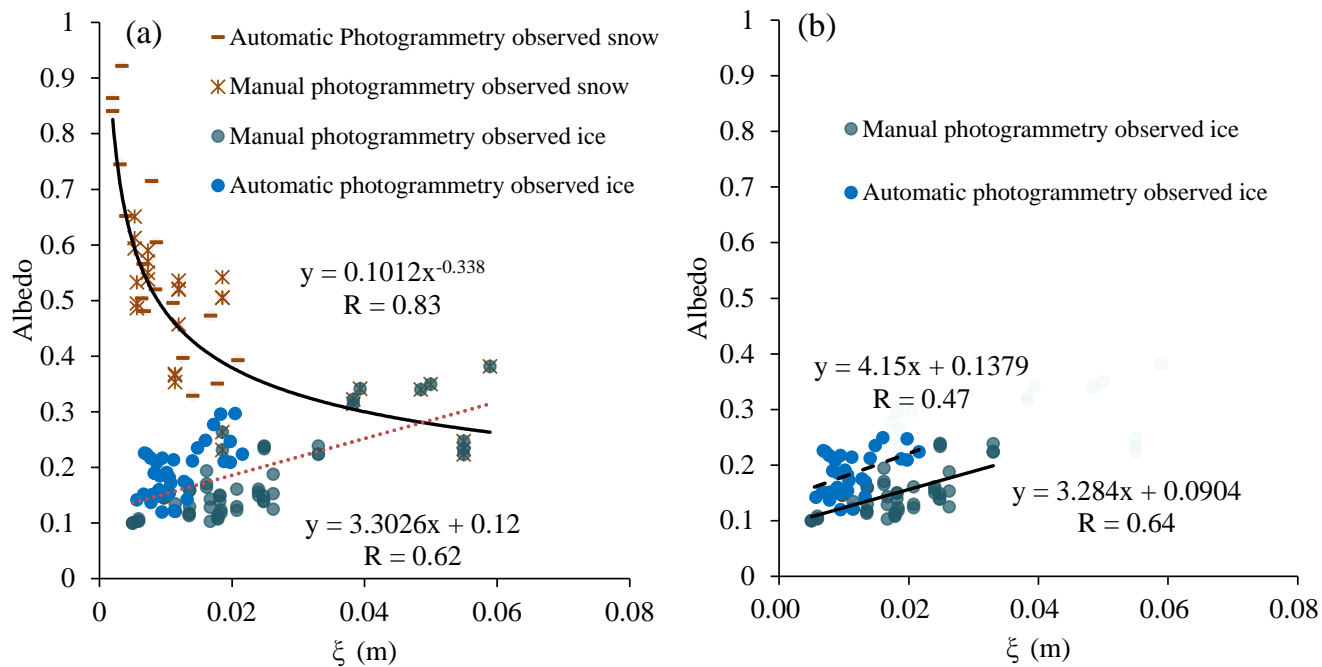 (a)
Automatic Photogrammetry observed snow
Manual photogrammetry observed snow
Manual photogrammetry observed ice
Automatic photogrammetry observed ice
1
0.9
0.8
0.7
0.6
0.5
0.4
0.3
0.2
0.1
0
Albedo
y = 0.1012x^-0.338
R = 0.83
y = 3.3026x + 0.12
R = 0.62
0
0.02
0.04
0.06
0.08
ξ (m)
(b)
Manual photogrammetry observed ice
Automatic photogrammetry observed ice
1
0.9
0.8
0.7
0.6
0.5
0.4
0.3
0.2
0.1
0
Albedo
y = 4.15x + 0.1379
R = 0.47
y = 3.284x + 0.0904
R = 0.64
0.00
0.02
0.04
0.06
0.08
ξ (m)